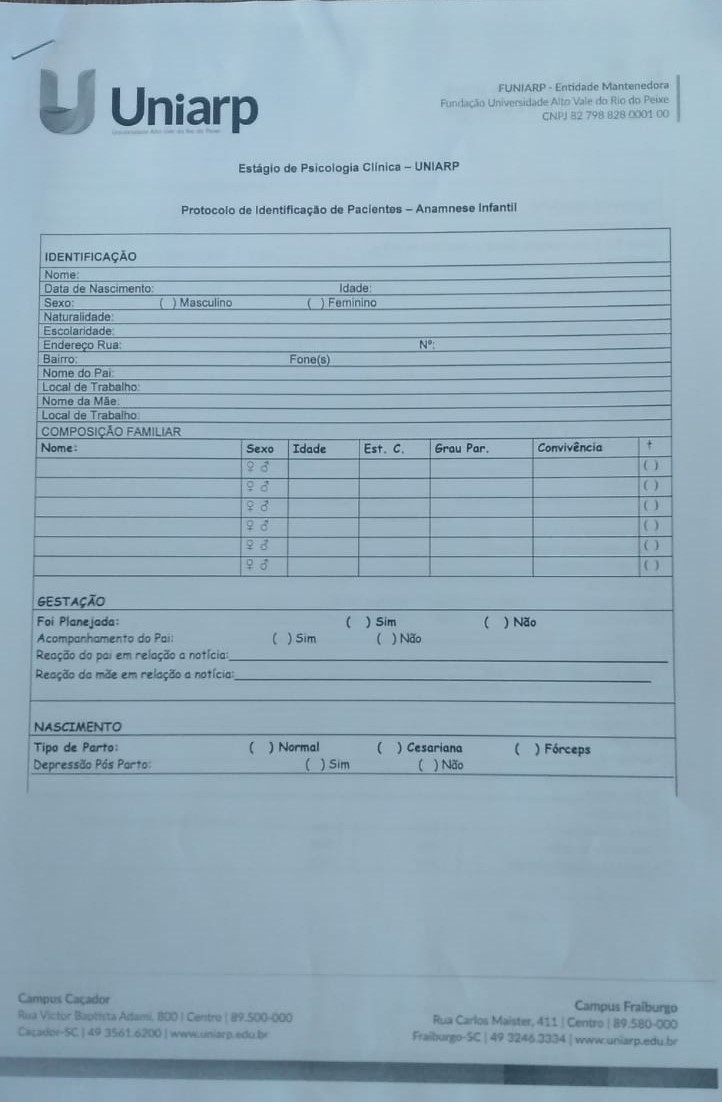 Uniarp
FUNIARP - Entidade Mantenedora
Fundação Universidade Alto Vale do Rio do Peixe
CNPJ 82 798 828 0001 00
Estágio de Psicologia Clínica – UNIARP
Protocolo de Identificação de Pacientes – Anamnese Infantil
IDENTIFICAÇÃO
Nome:
Data de Nascimento: Idade:
Sexo: ( ) Masculino ( ) Feminino
Naturalidade:
Escolaridade:
Endereço Rua: Nº:
Bairro: Fone(s)
Nome do Pai:
Local de Trabalho:
Nome da Mãe:
Local de Trabalho:
COMPOSIÇÃO FAMILIAR
Nome: Sexo Idade Est. C. Grau Par. Convivência †
♀ ♂ ( )
♀ ♂ ( )
♀ ♂ ( )
♀ ♂ ( )
♀ ♂ ( )
♀ ♂ ( )
GESTAÇÃO
Foi Planejada: ( ) Sim ( ) Não
Acompanhamento do Pai: ( ) Sim ( ) Não
Reação do pai em relação a notícia:
Reação da mãe em relação a notícia:
NASCIMENTO
Tipo de Parto: ( ) Normal ( ) Cesariana ( ) Fórceps
Depressão Pós Parto: ( ) Sim ( ) Não
Campus Caçador
Rua Victor Baptista Adami, 800 | Centro | 89.500-000
Caçador-SC | 49 3561.6200 | www.uniarp.edu.br
Campus Fraiburgo
Rua Carlos Maister, 411 | Centro | 89.580-000
Fraiburgo-SC | 49 3246.3334 | www.uniarp.edu.br